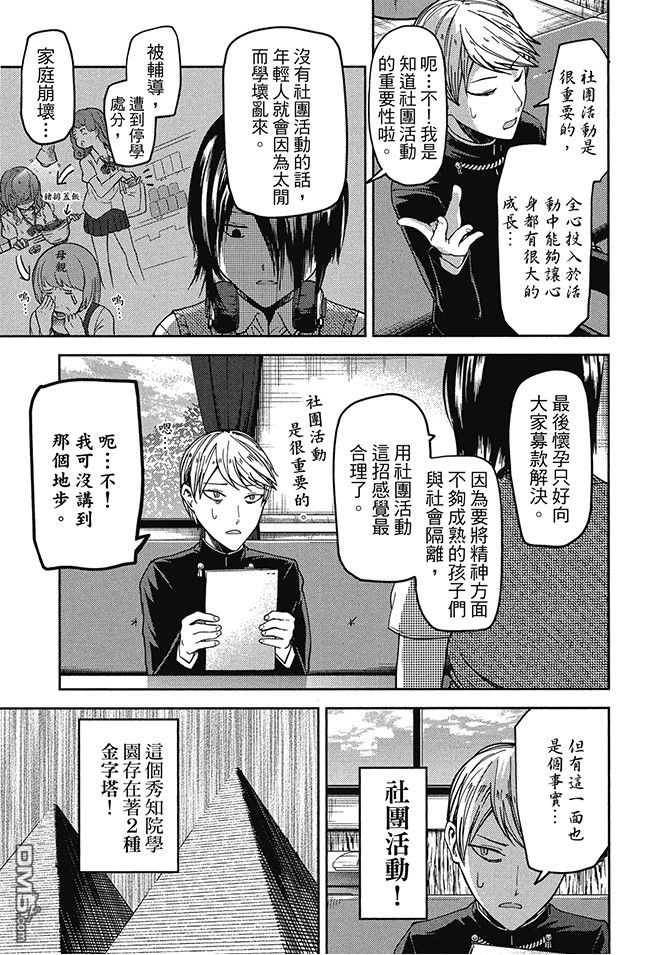 社團活動是
很重要的，
呃…不！我是
知道社團活動
的重要性啦。
全心投入於活
動中能夠讓心
身都有很大的
成長…
沒有社團活動的話，
年輕人就會因為太閒
而學壞亂來。
被輔導，
遭到停學
處分，
家庭崩壞…
豬排蓋飯
母親
嗚…
嗚…
最後懷孕只好向
大家募款解決。
因為要將精神方面
不夠成熟的孩子們
與社會隔離，
用社團活動
這招感覺最
合理了。
社團活動
是很重要的。
嗯…
呃…不！
我可沒講到
那個地步。
但有這一面也
是個事實…
社團活動！
這個秀知院學
園存在著2種
金字塔！
DM5